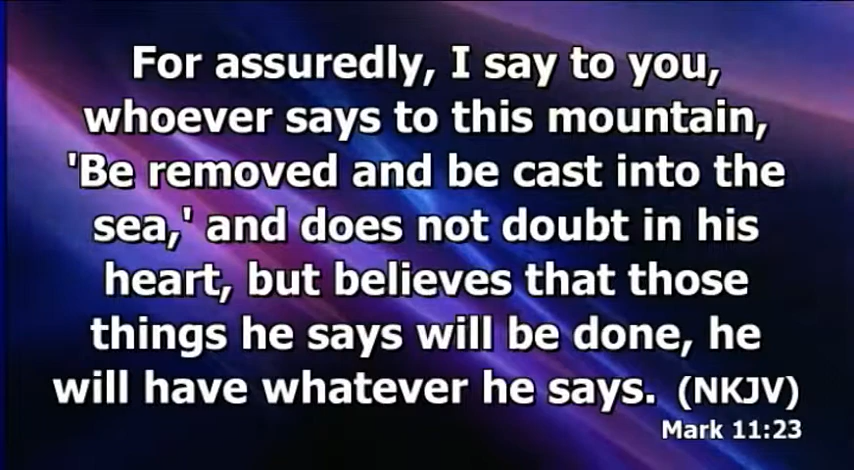 For assuredly, I say to you,
whoever says to this mountain,
'Be removed and be cast into the
sea,' and does not doubt in his
heart, but believes that those
things he says will be done, he
will have whatever he says. (NKJV)
Mark 11:23